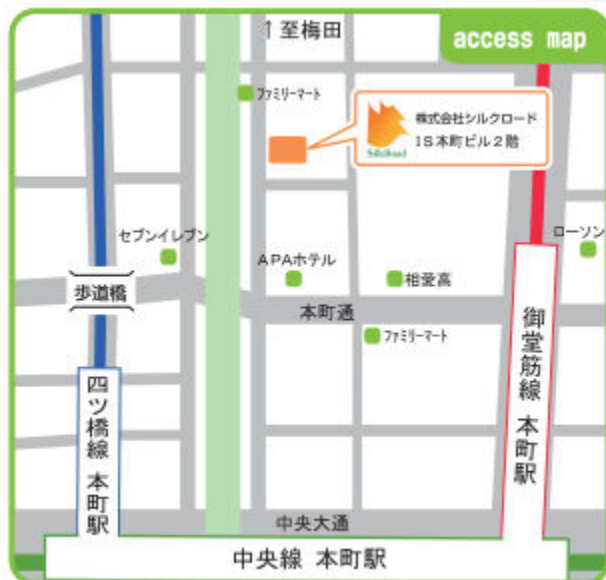 ↑至梅田
access map
ファミリーマート
株式会社シルクロード
IS本町ビル2階
SilkRoad
セブンイレブン
APAホテル
相愛高
ローソン
歩道橋
本町通
ファミリーマート
御堂筋線 本町駅
四ツ橋線 本町駅
中央大通
中央線 本町駅